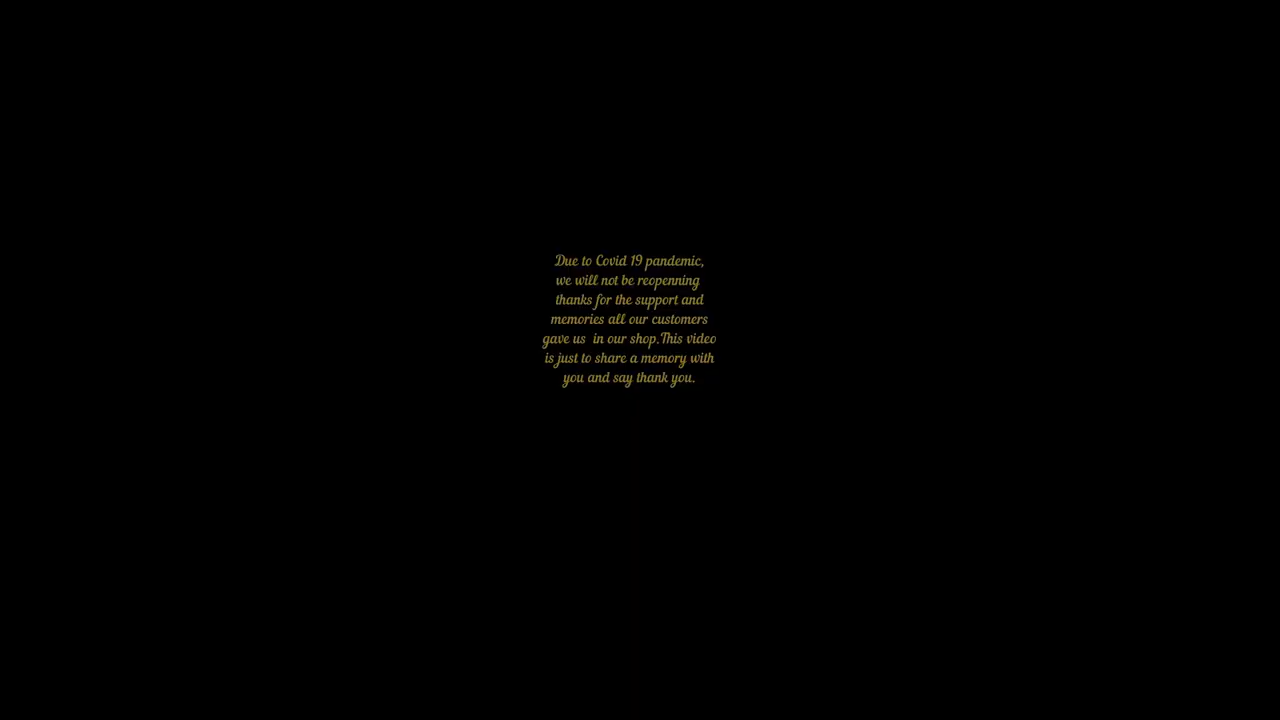 Due to Covid 19 pandemic,
we will not be reopenning
thanks for the support and
memories all our customers
gave us  in our shop.This video
is just to share a memory with
you and say thank you.